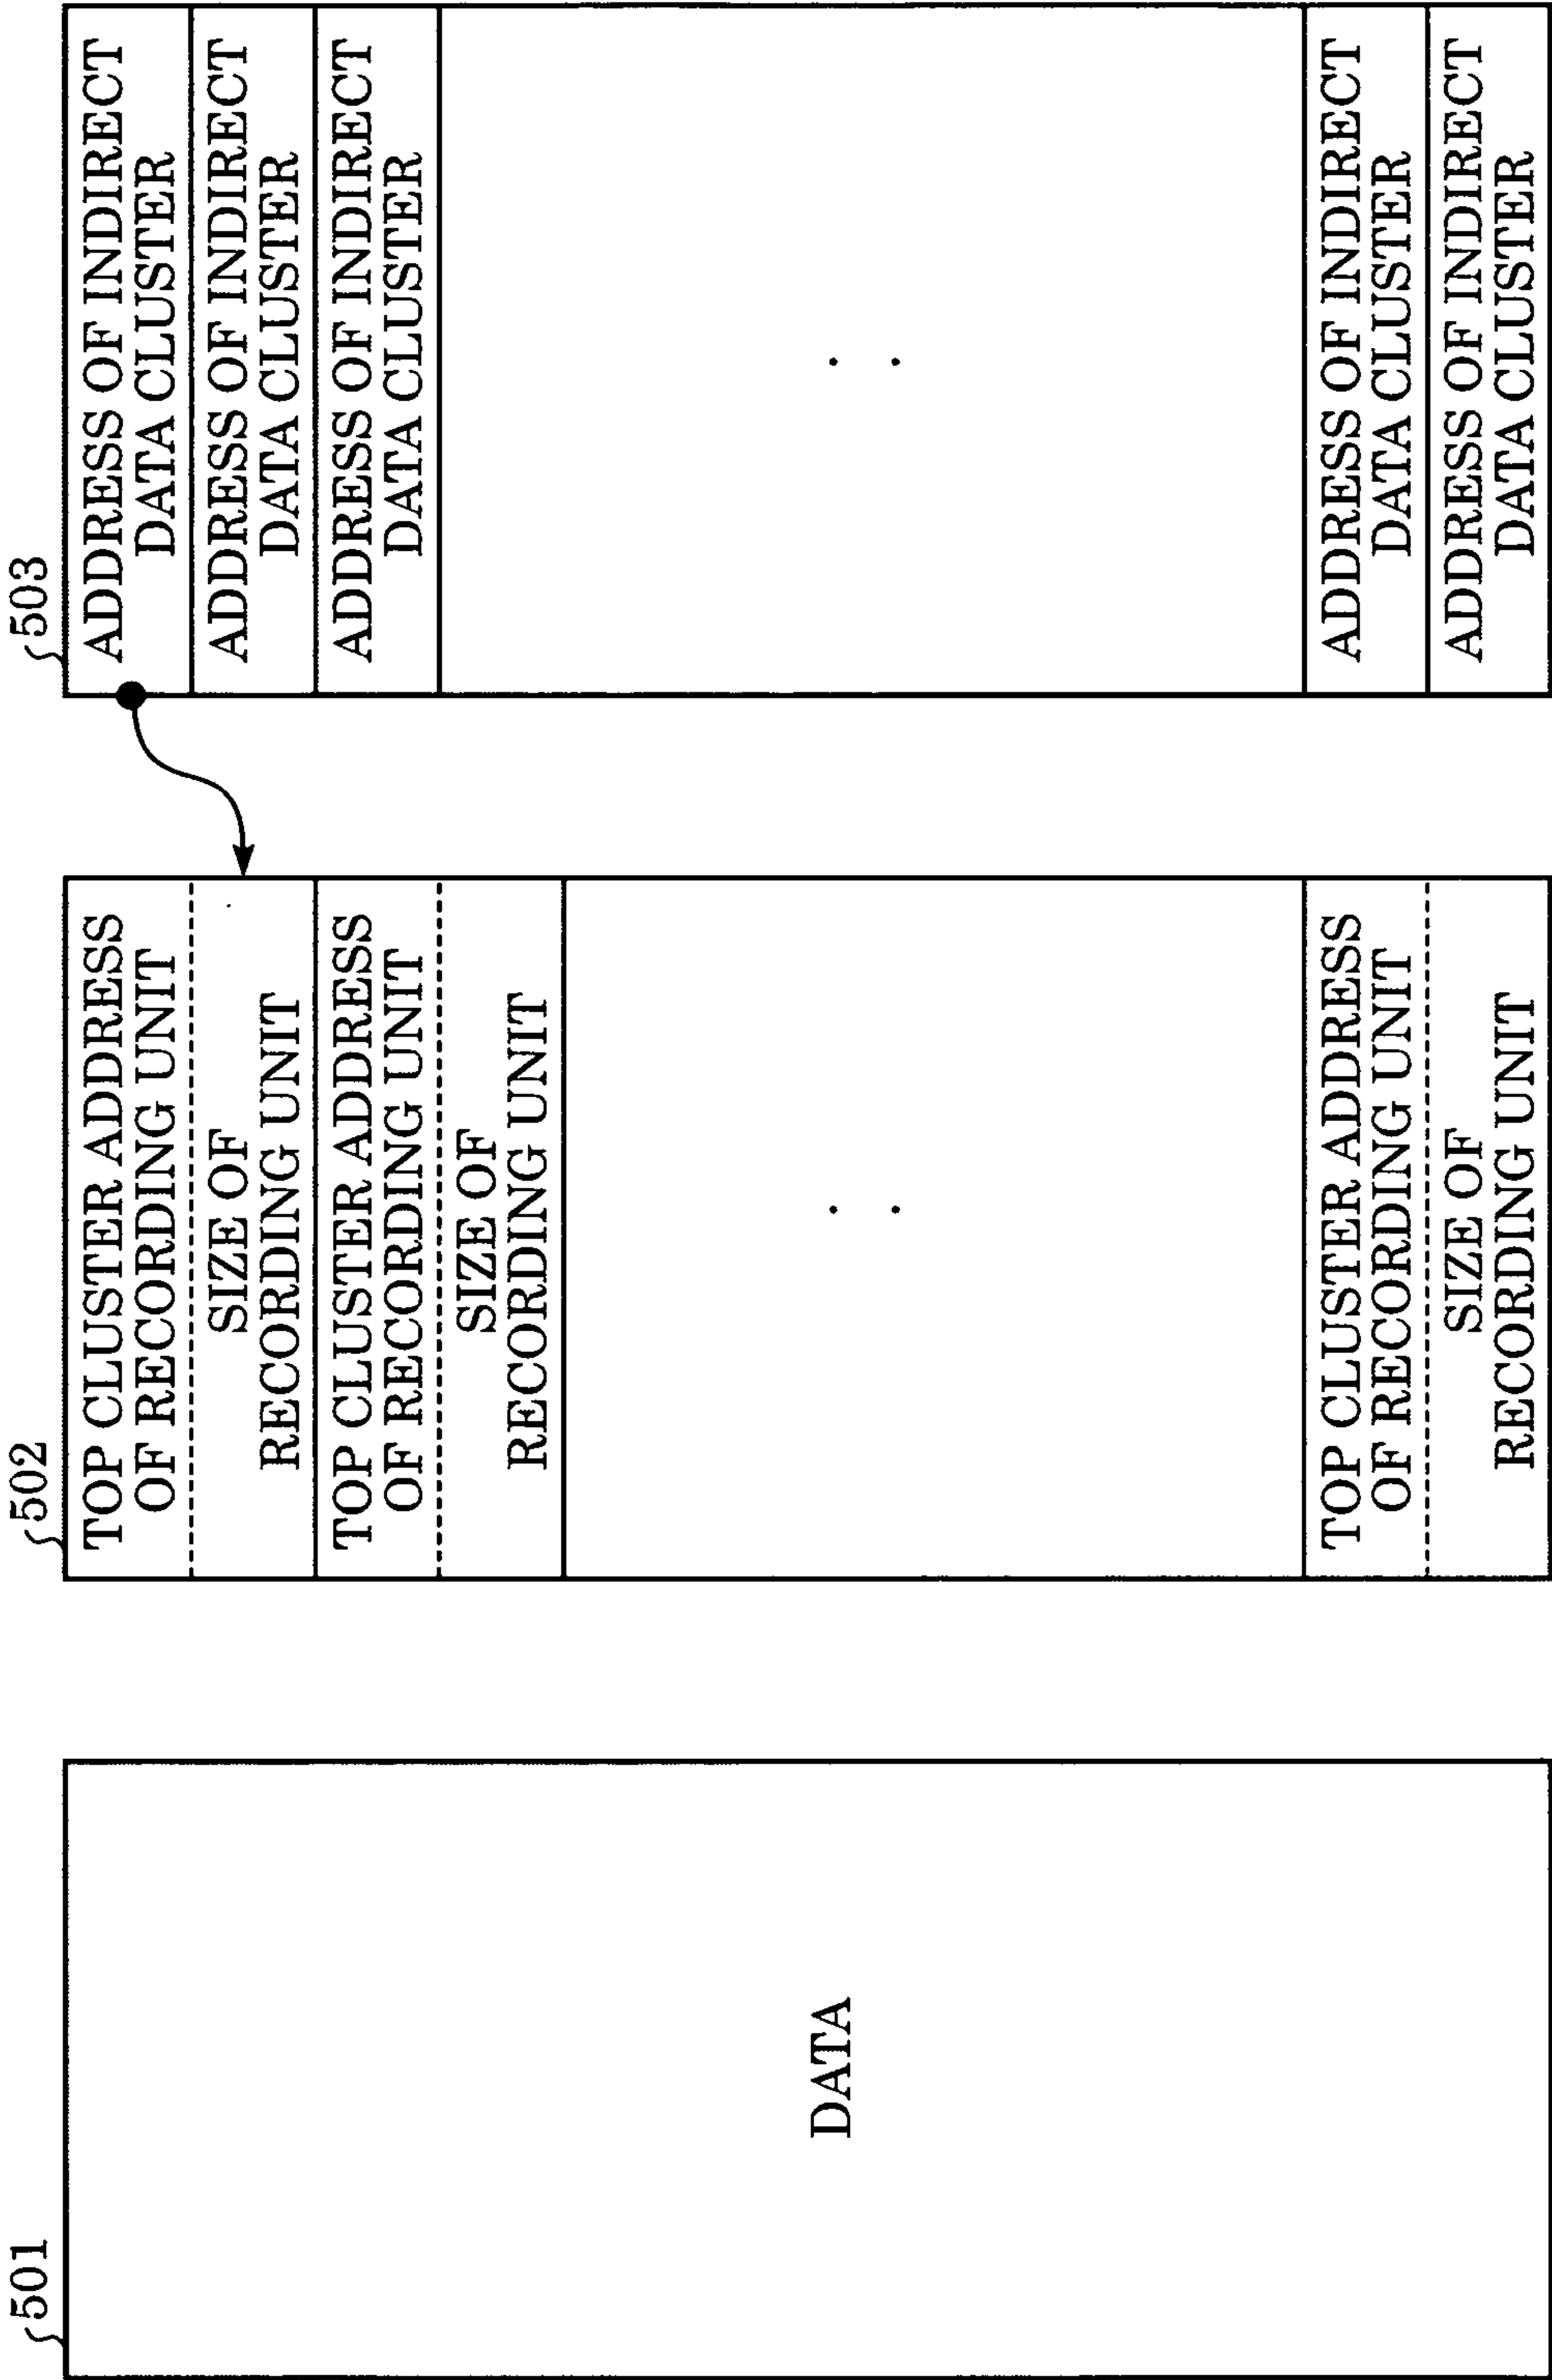 501
DATA
502
TOP CLUSTER ADDRESS
OF RECORDING UNIT
SIZE OF
RECORDING UNIT
TOP CLUSTER ADDRESS
OF RECORDING UNIT
SIZE OF
RECORDING UNIT
TOP CLUSTER ADDRESS
OF RECORDING UNIT
SIZE OF
RECORDING UNIT
503
ADDRESS OF INDIRECT
DATA CLUSTER
ADDRESS OF INDIRECT
DATA CLUSTER
ADDRESS OF INDIRECT
DATA CLUSTER
ADDRESS OF INDIRECT
DATA CLUSTER
ADDRESS OF INDIRECT
DATA CLUSTER